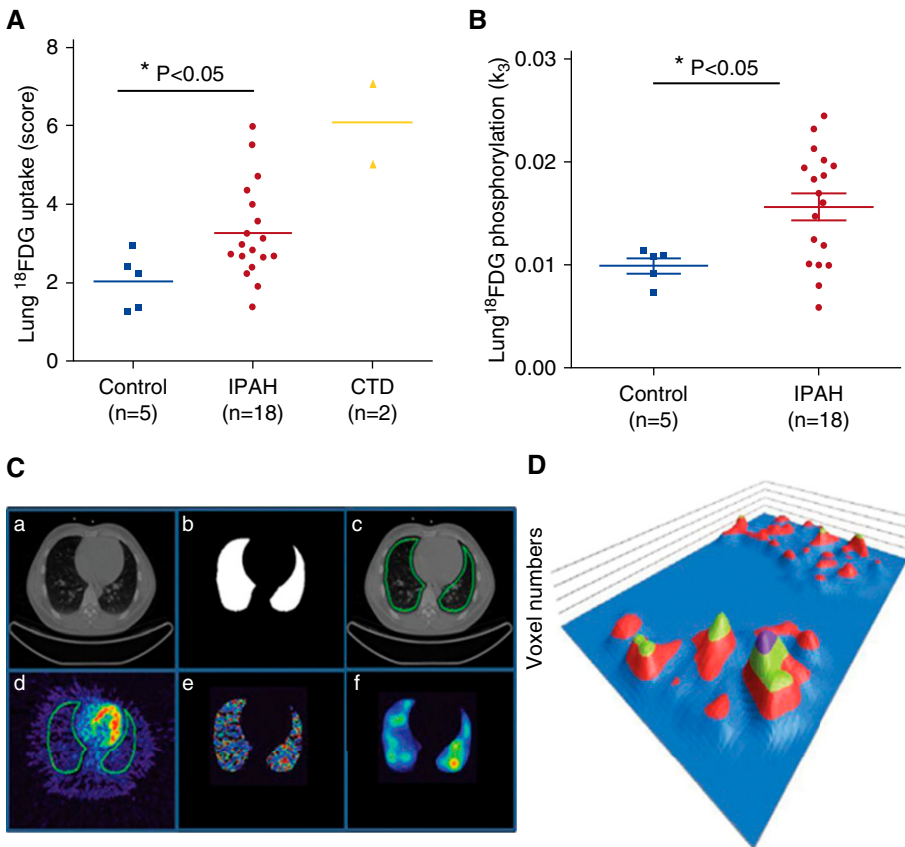 A
Lung ¹⁸FDG uptake (score)
8
6
4
2
0
* P<0.05
Control
(n=5)
IPAH
(n=18)
CTD
(n=2)
B
Lung¹⁸FDG phosphorylation (k₃)
0.03
0.02
0.01
0.00
* P<0.05
Control
(n=5)
IPAH
(n=18)
C
a
b
c
d
e
f
D
Voxel numbers